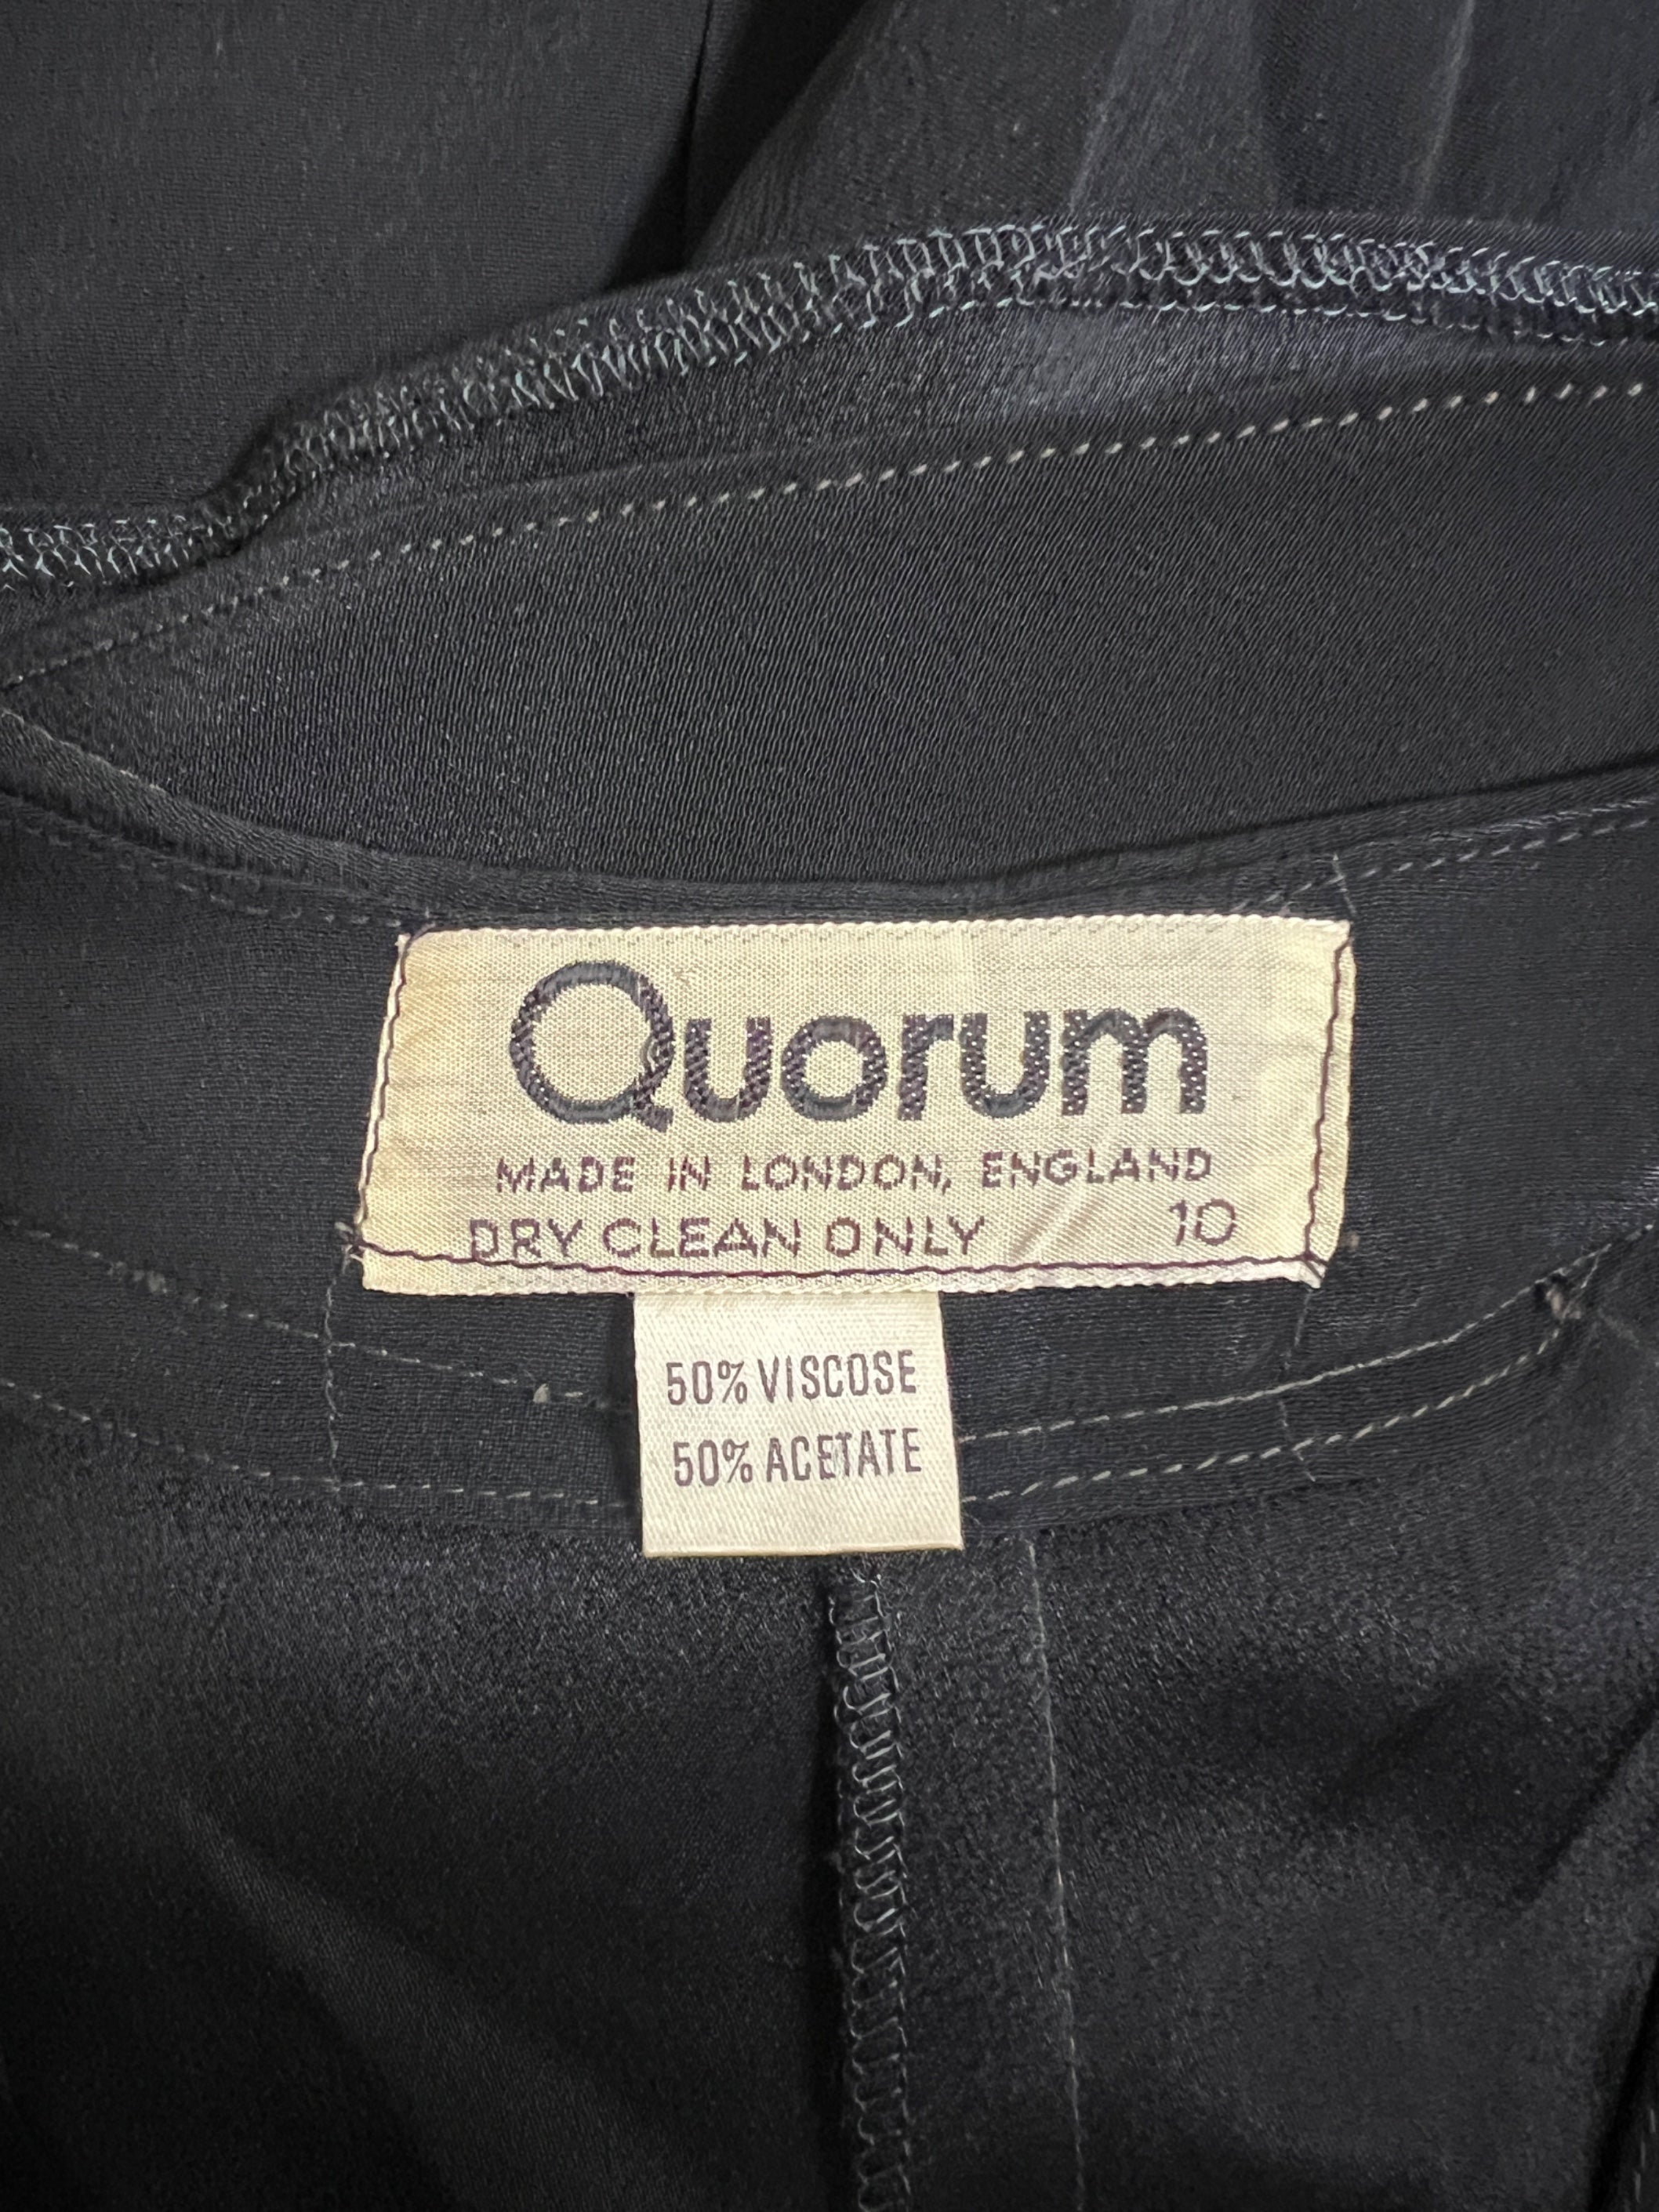 Quorum
MADE IN LONDON, ENGLAND
DRY CLEAN ONLY 10
50% VISCOSE
50% ACETATE